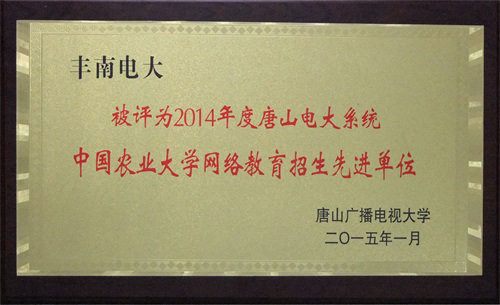 丰南电大
被评为2014年度唐山电大系统
中国农业大学网络教育招生先进单位
唐山广播电视大学
二〇一五年一月